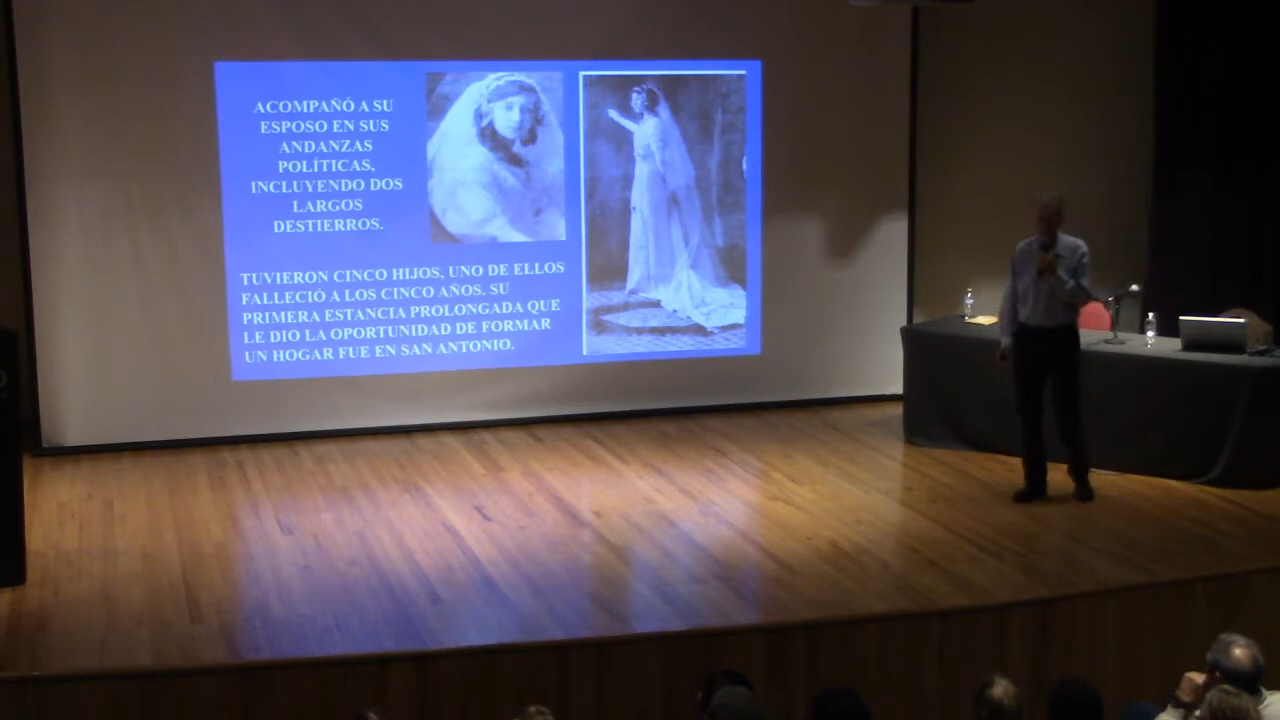 ACOMPAÑÓ A SU
ESPOSO EN SUS
ANDANZAS
POLÍTICAS,
INCLUYENDO DOS
LARGOS
DESTIERROS.
TUVIERON CINCO HIJOS, UNO DE ELLOS
FALLECIÓ A LOS CINCO AÑOS. SU
PRIMERA ESTANCIA PROLONGADA QUE
LE DIO LA OPORTUNIDAD DE FORMAR
UN HOGAR FUE EN SAN ANTONIO.